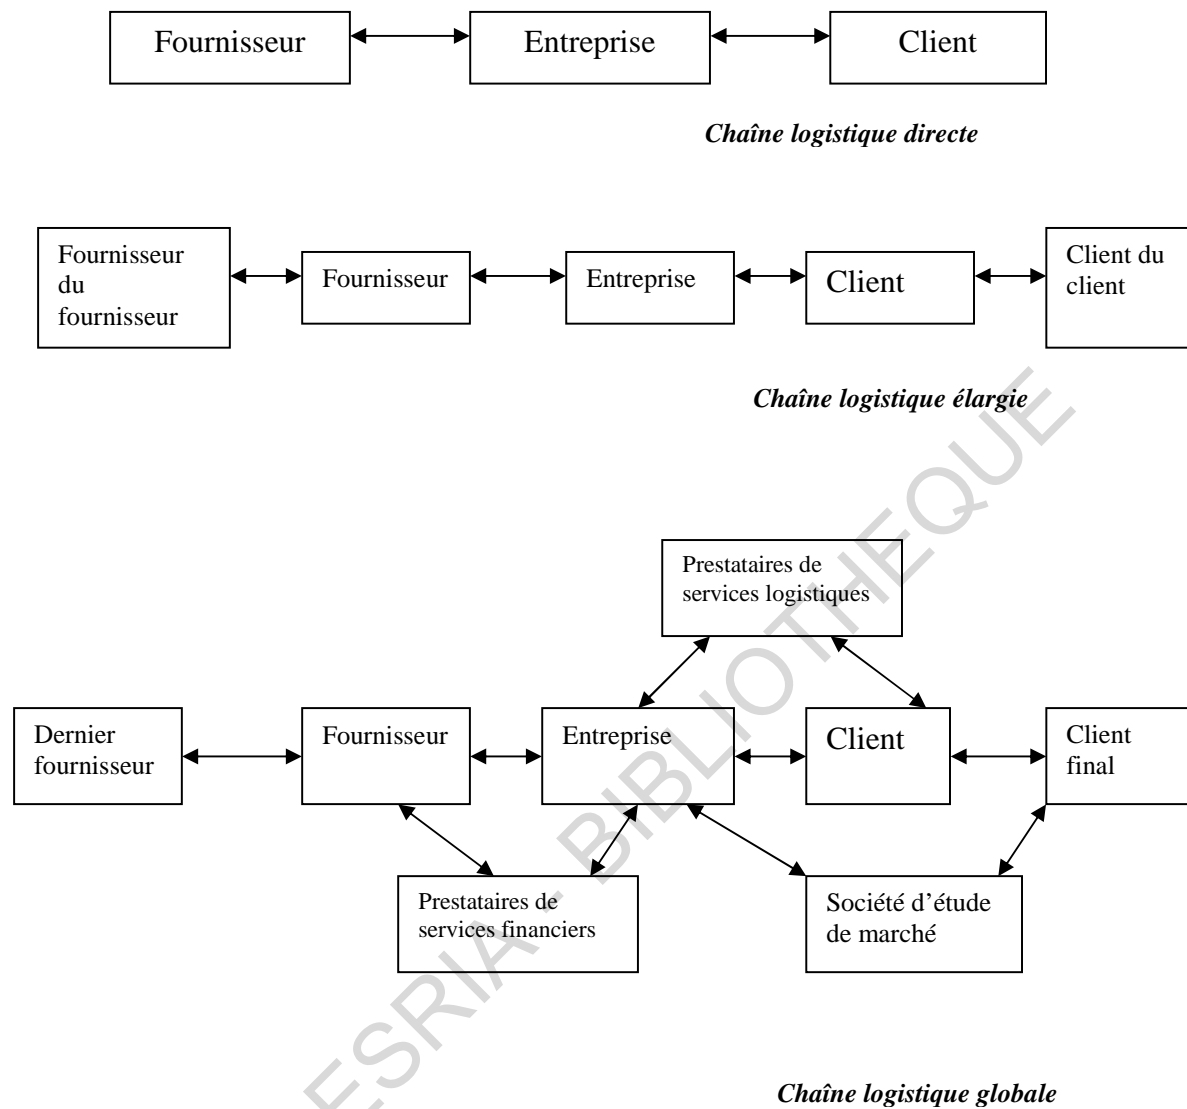 Fournisseur
Entreprise
Client
Chaîne logistique directe
Fournisseur
du
fournisseur
Fournisseur
Entreprise
Client
Client du
client
Chaîne logistique élargie
Prestataires de
services logistiques
Dernier
fournisseur
Fournisseur
Entreprise
Client
Client
final
Prestataires de
services financiers
Société d’étude
de marché
Chaîne logistique globale
ESRIA - BIBLIOTHEQUE